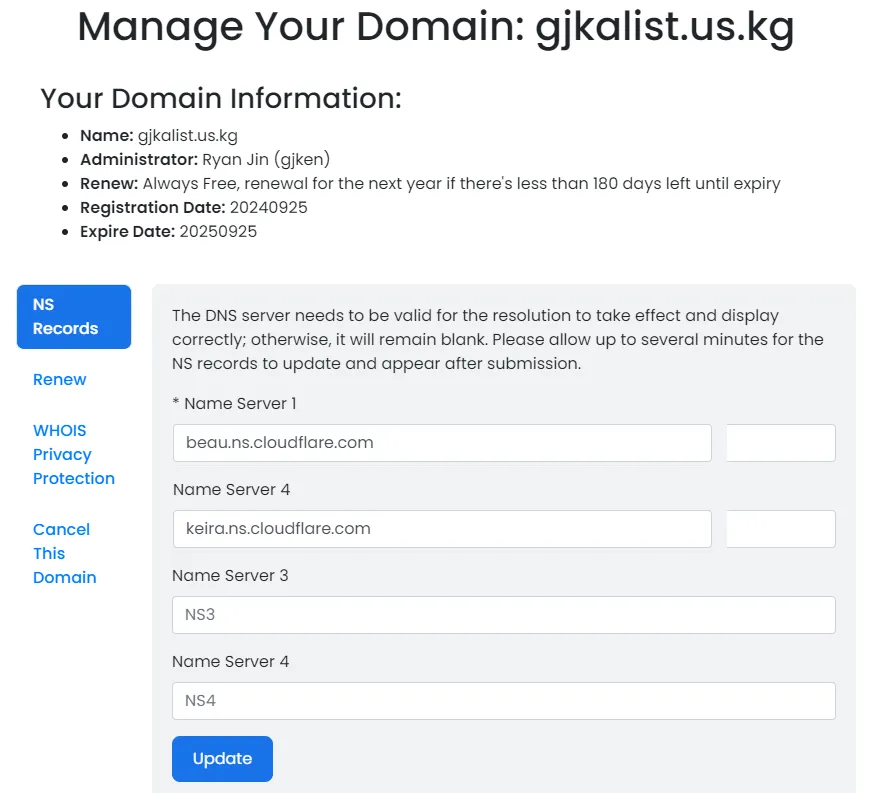 Manage Your Domain: gjkalist.us.kg
Your Domain Information:
Name: gjkalist.us.kg
Administrator: Ryan Jin (gjken)
Renew: Always Free, renewal for the next year if there's less than 180 days left until expiry
Registration Date: 20240925
Expire Date: 20250925
NS
Records
Renew
WHOIS
Privacy
Protection
Cancel
This
Domain
The DNS server needs to be valid for the resolution to take effect and display
correctly; otherwise, it will remain blank. Please allow up to several minutes for the
NS records to update and appear after submission.
* Name Server 1
beau.ns.cloudflare.com
Name Server 4
keira.ns.cloudflare.com
Name Server 3
NS3
Name Server 4
NS4
Update